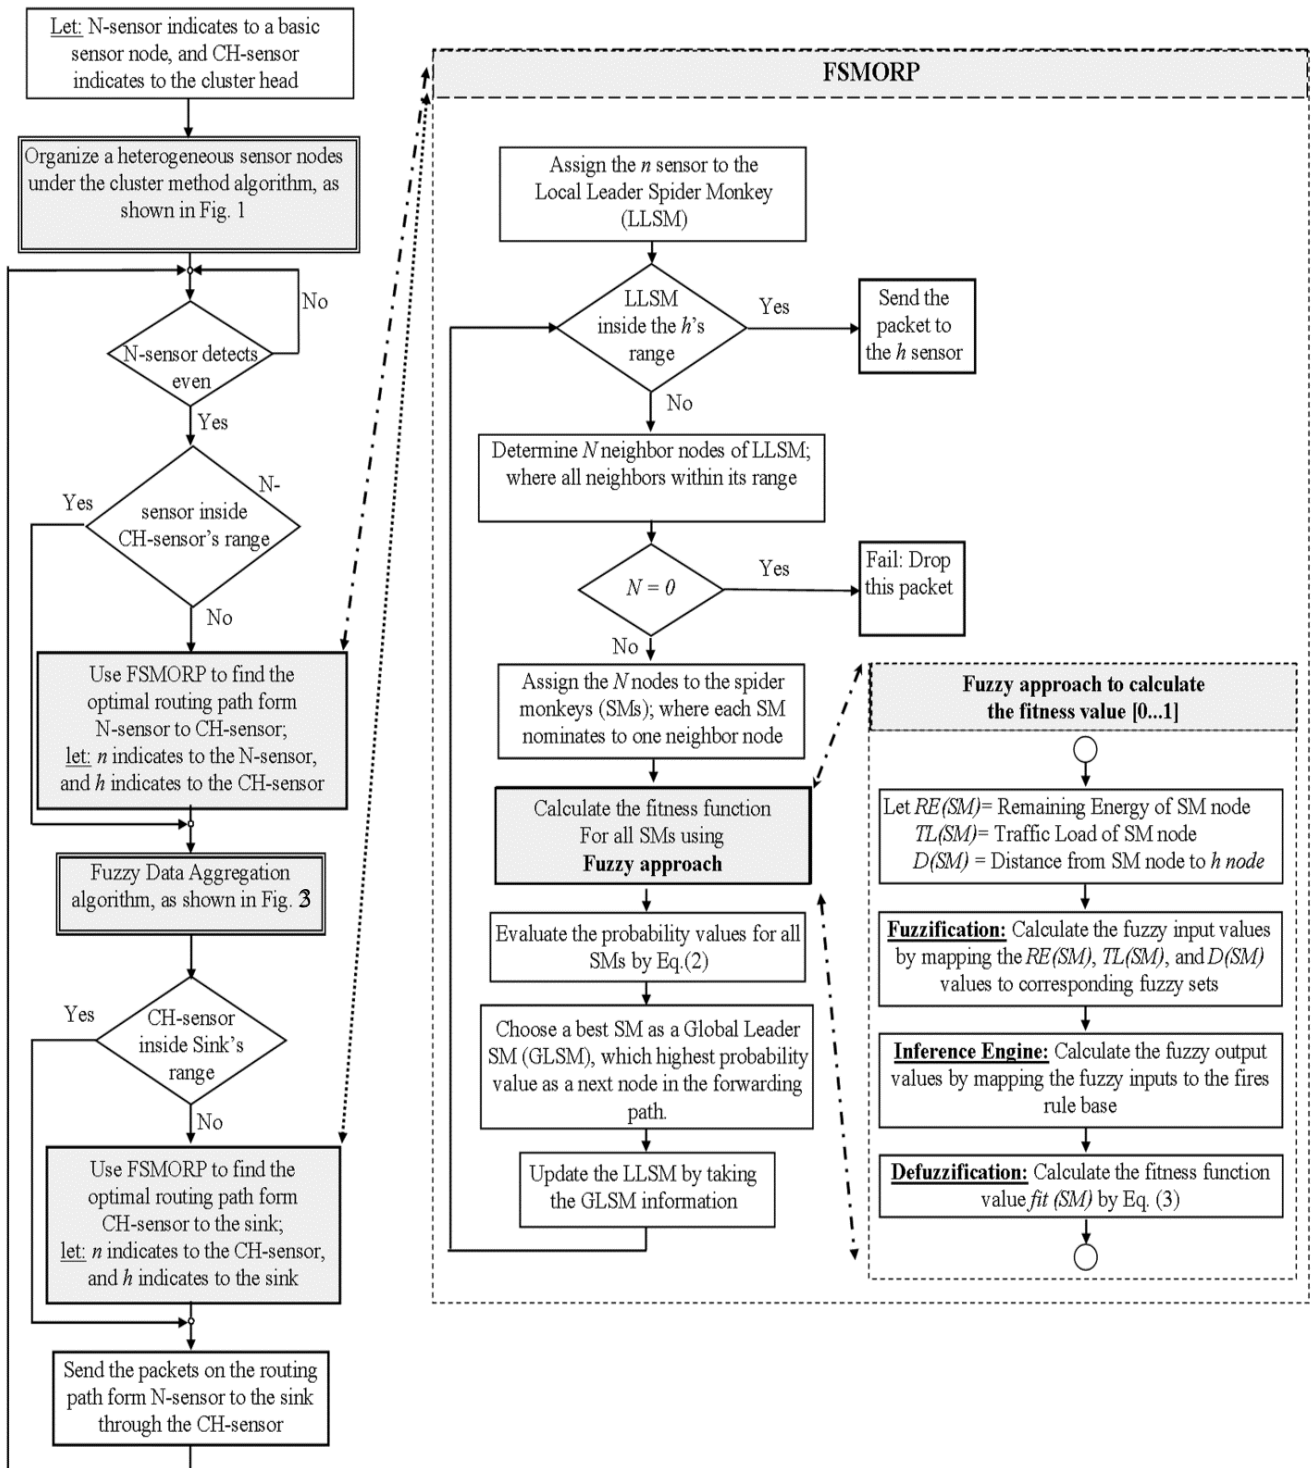 Let: N-sensor indicates to a basic
sensor node, and CH-sensor
indicates to the cluster head
Organize a heterogeneous sensor nodes
under the cluster method algorithm, as
shown in Fig. 1
No
N-sensor detects
even
Yes
N-
sensor inside
CH-sensor's range
Yes
No
Use FSMORP to find the
optimal routing path form
N-sensor to CH-sensor;
let: n indicates to the N-sensor,
and h indicates to the CH-sensor
Fuzzy Data Aggregation
algorithm, as shown in Fig. 3
Yes
CH-sensor
inside Sink's
range
No
Use FSMORP to find the
optimal routing path form
CH-sensor to the sink;
let: n indicates to the CH-sensor,
and h indicates to the sink
Send the packets on the routing
path form N-sensor to the sink
through the CH-sensor
FSMORP
Assign the n sensor to the
Local Leader Spider Monkey
(LLSM)
LLSM
inside the h's
range
Yes
Send the
packet to
the h sensor
No
Determine N neighbor nodes of LLSM;
where all neighbors within its range
N = 0
Yes
Fail: Drop
this packet
No
Assign the N nodes to the spider
monkeys (SMs); where each SM
nominates to one neighbor node
Calculate the fitness function
For all SMs using
Fuzzy approach
Evaluate the probability values for all
SMs by Eq.(2)
Choose a best SM as a Global Leader
SM (GLSM), which highest probability
value as a next node in the forwarding
path.
Update the LLSM by taking
the GLSM information
Fuzzy approach to calculate
the fitness value [0...1]
Let RE(SM)= Remaining Energy of SM node
TL(SM)= Traffic Load of SM node
D(SM) = Distance from SM node to h node
Fuzzification: Calculate the fuzzy input values
by mapping the RE(SM), TL(SM), and D(SM)
values to corresponding fuzzy sets
Inference Engine: Calculate the fuzzy output
values by mapping the fuzzy inputs to the fires
rule base
Defuzzification: Calculate the fitness function
value fit (SM) by Eq. (3)